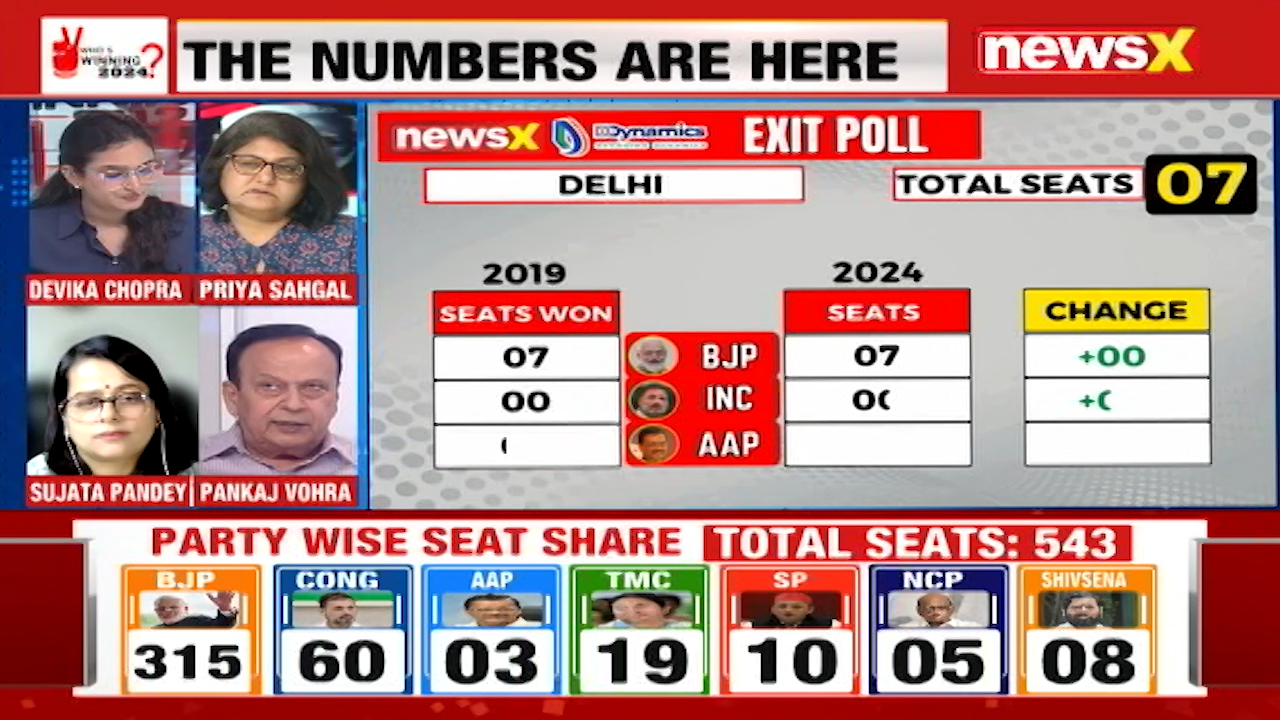 WHO'S
WINNING
2024
?
THE NUMBERS ARE HERE
newsX
newsX Dynamics EXIT POLL
DELHI
TOTAL SEATS 07
2019
2024
SEATS WON
SEATS
CHANGE
07 BJP 07 +00
00 INC 0 +
AAP
DEVIKA CHOPRA
PRIYA SAHGAL
SUJATA PANDEY
PANKAJ VOHRA
PARTY WISE SEAT SHARE TOTAL SEATS: 543
BJP CONG AAP TMC SP NCP SHIVSENA
315 60 03 19 10 05 08